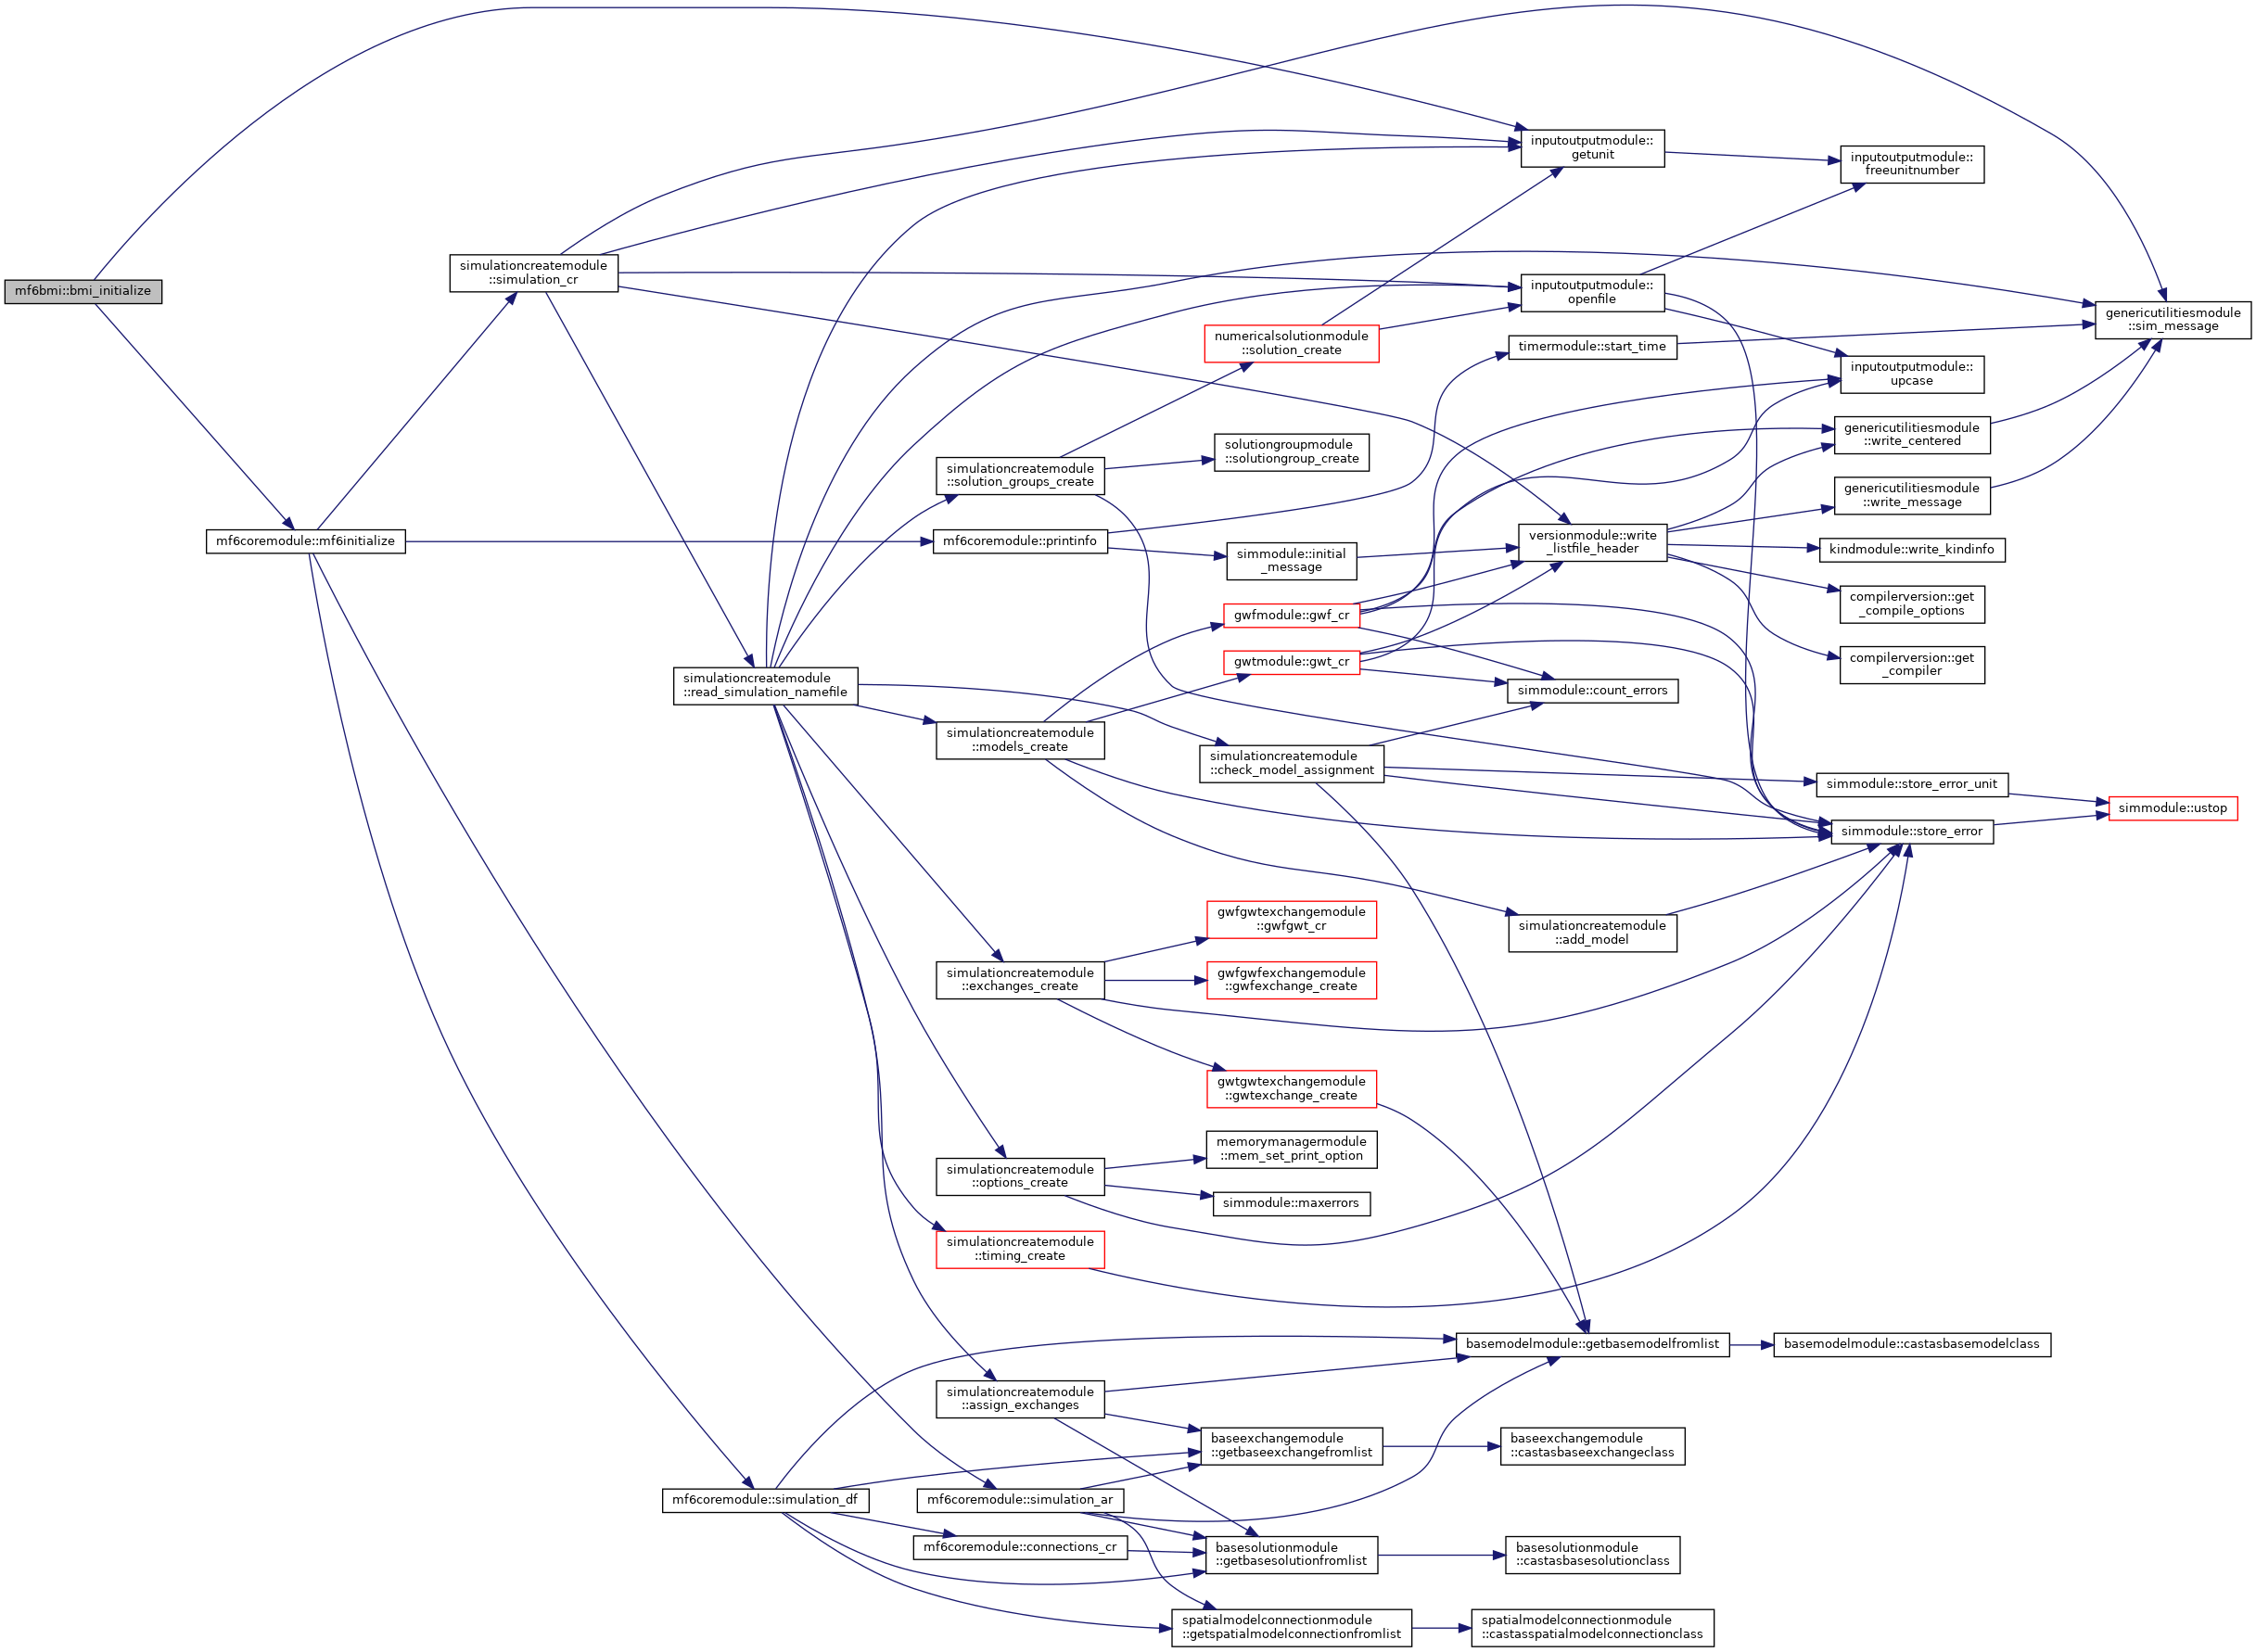 mf6bmi::bmi_initialize
mf6coremodule::mf6initialize
simulationcreatemodule
::simulation_cr
simulationcreatemodule
::read_simulation_namefile
mf6coremodule::simulation_df
simulationcreatemodule
::solution_groups_create
mf6coremodule::printinfo
simulationcreatemodule
::models_create
simulationcreatemodule
::exchanges_create
simulationcreatemodule
::options_create
simulationcreatemodule
::timing_create
simulationcreatemodule
::assign_exchanges
mf6coremodule::simulation_ar
mf6coremodule::connections_cr
numericalsolutionmodule
::solution_create
solutiongroupmodule
::solutiongroup_create
simmodule::initial
_message
gwfmodule::gwf_cr
gwtmodule::gwt_cr
simulationcreatemodule
::check_model_assignment
gwfgwtexchangemodule
::gwfgwt_cr
gwfgwfexchangemodule
::gwfexchange_create
gwtgwtexchangemodule
::gwtexchange_create
memorymanagermodule
::mem_set_print_option
simmodule::maxerrors
baseexchangemodule
::getbaseexchangefromlist
basesolutionmodule
::getbasesolutionfromlist
spatialmodelconnectionmodule
::getspatialmodelconnectionfromlist
inputoutputmodule::
getunit
inputoutputmodule::
openfile
timermodule::start_time
versionmodule::write
_listfile_header
simmodule::count_errors
simulationcreatemodule
::add_model
basemodelmodule::getbasemodelfromlist
baseexchangemodule
::castasbaseexchangeclass
basesolutionmodule
::castasbasesolutionclass
spatialmodelconnectionmodule
::castasspatialmodelconnectionclass
inputoutputmodule::
freeunitnumber
inputoutputmodule::
upcase
genericutilitiesmodule
::write_centered
genericutilitiesmodule
::write_message
kindmodule::write_kindinfo
compilerversion::get
_compile_options
compilerversion::get
_compiler
simmodule::store_error_unit
simmodule::store_error
basemodelmodule::castasbasemodelclass
genericutilitiesmodule
::sim_message
simmodule::ustop